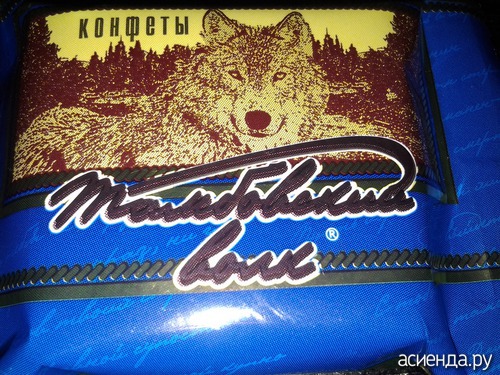 КОНФЕТЫ
Тамбовский
волк
®
асиенда.ру